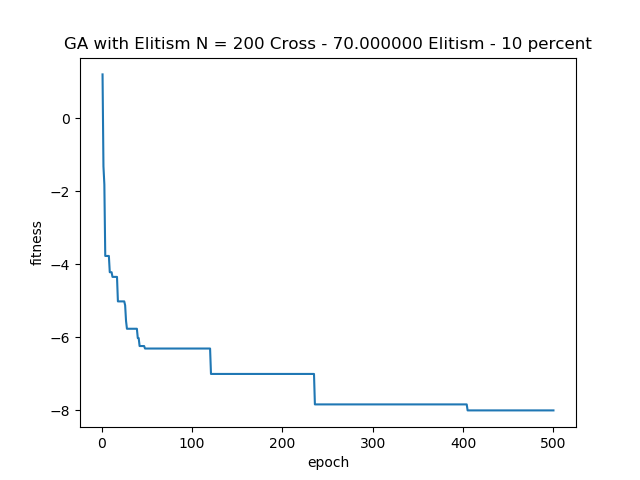 GA with Elitism N = 200 Cross - 70.000000 Elitism - 10 percent
fitness
0
−2
−4
−6
−8
0 100 200 300 400 500
epoch